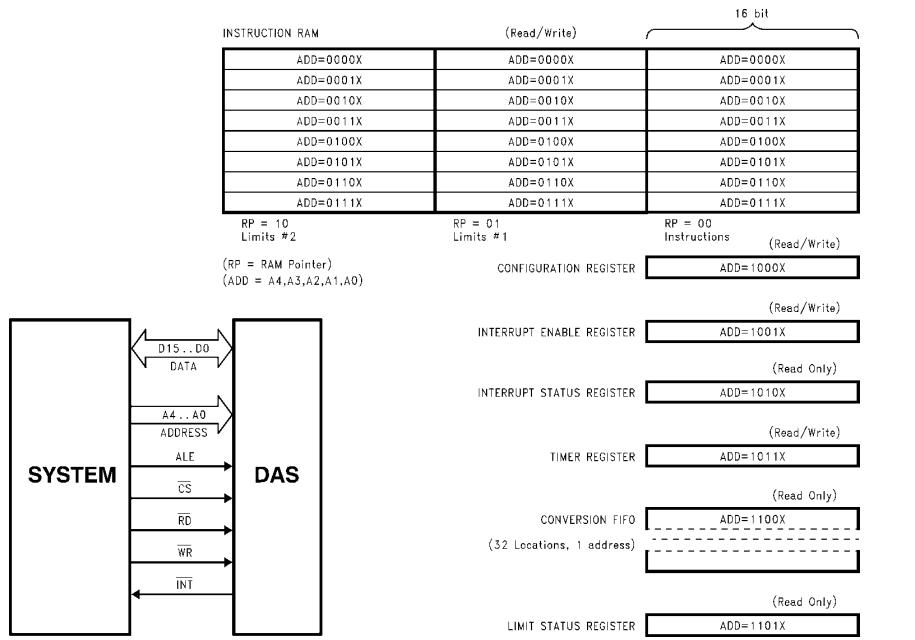 16 bit
INSTRUCTION RAM (Read/Write)
ADD=0000X ADD=0000X ADD=0000X
ADD=0001X ADD=0001X ADD=0001X
ADD=0010X ADD=0010X ADD=0010X
ADD=0011X ADD=0011X ADD=0011X
ADD=0100X ADD=0100X ADD=0100X
ADD=0101X ADD=0101X ADD=0101X
ADD=0110X ADD=0110X ADD=0110X
ADD=0111X ADD=0111X ADD=0111X
RP = 10 RP = 01 RP = 00
Limits #2 Limits #1 Instructions
(RP = RAM Pointer)
(ADD = A4,A3,A2,A1,A0)
(Read/Write)
CONFIGURATION REGISTER ADD=1000X
(Read/Write)
INTERRUPT ENABLE REGISTER ADD=1001X
(Read Only)
INTERRUPT STATUS REGISTER ADD=1010X
(Read/Write)
TIMER REGISTER ADD=1011X
(Read Only)
CONVERSION FIFO ADD=1100X
(32 Locations, 1 address)
(Read Only)
LIMIT STATUS REGISTER ADD=1101X
SYSTEM
D15..D0
DATA
A4..A0
ADDRESS
ALE
CS
RD
WR
INT
DAS